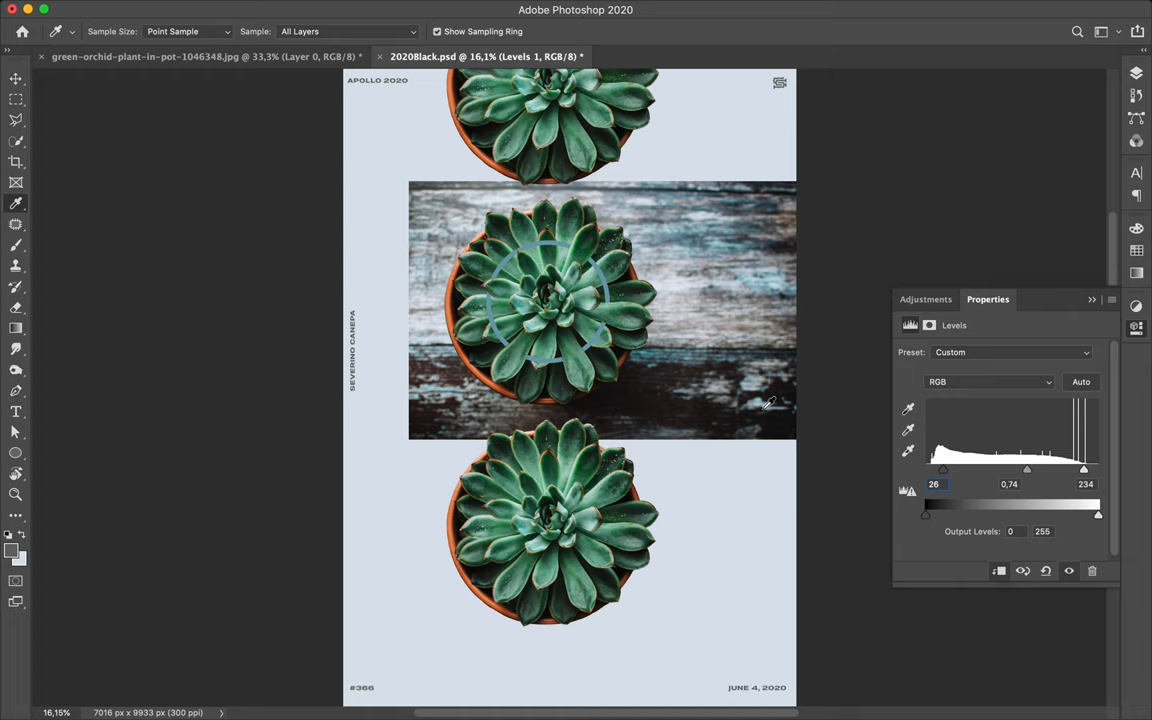 Adobe Photoshop 2020
Sample Size: Point Sample Sample: All Layers Show Sampling Ring
green-orchid-plant-in-pot-1046348.jpg @ 33,3% (Layer 0, RGB/8) * 2020Black.psd @ 16,1% (Levels 1, RGB/8) *
APOLLO 2020
SEVERINO CANEPA
#366
JUNE 4, 2020
Adjustments Properties
Levels
Preset: Custom
RGB Auto
26 0,74 234
Output Levels: 0 255
16,15% 7016 px x 9933 px (300 ppi)